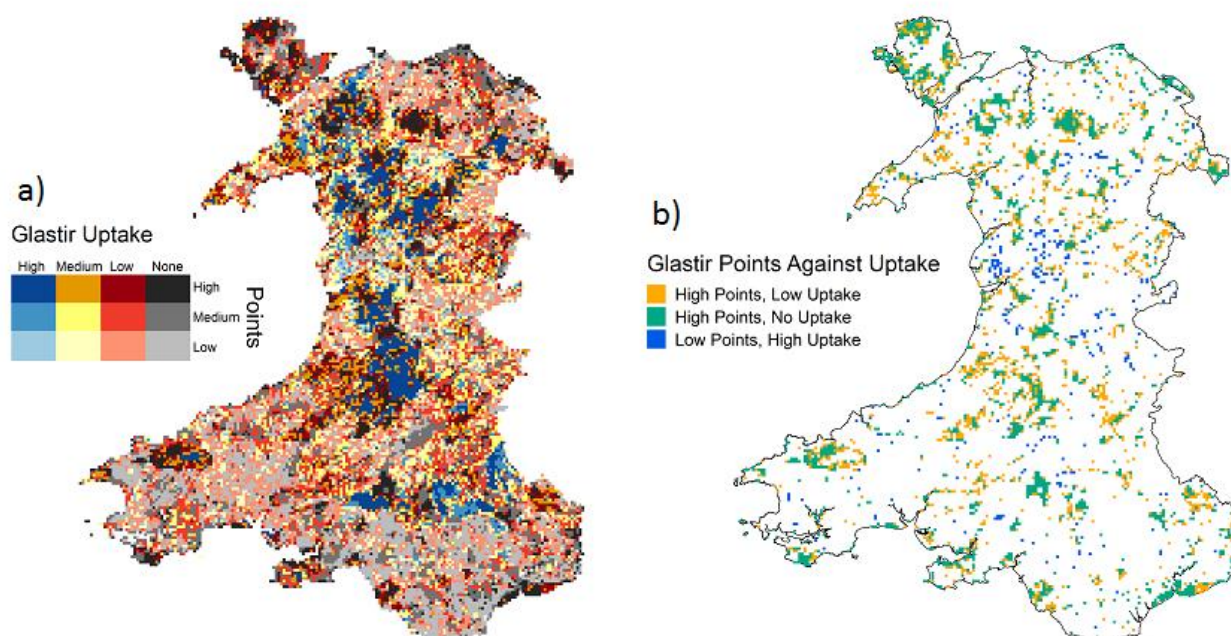 a)
Glastir Uptake
High Medium Low None
High
Medium
Low
Points
b)
Glastir Points Against Uptake
High Points, Low Uptake
High Points, No Uptake
Low Points, High Uptake